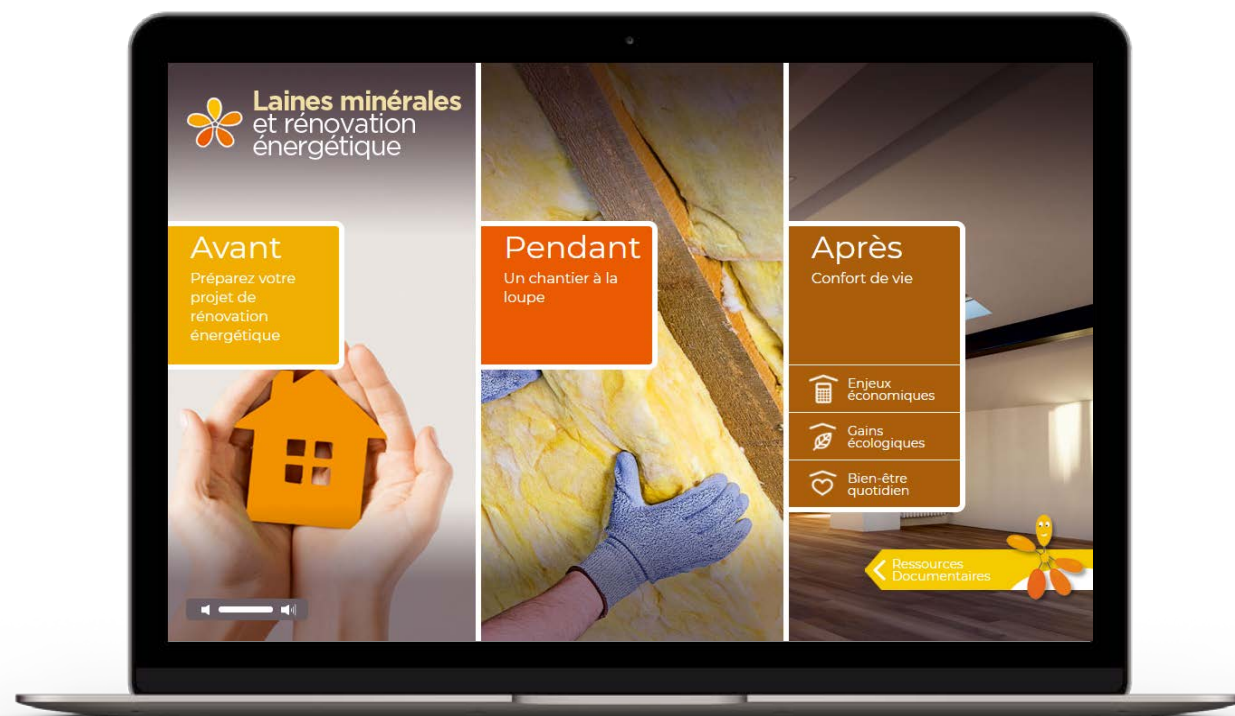 Laines minérales
et rénovation
énergétique
Avant
Préparez votre
projet de
rénovation
énergétique
Pendant
Un chantier à la
loupe
Après
Confort de vie
Enjeux
économiques
Gains
écologiques
Bien-être
quotidien
Ressources
Documentaires